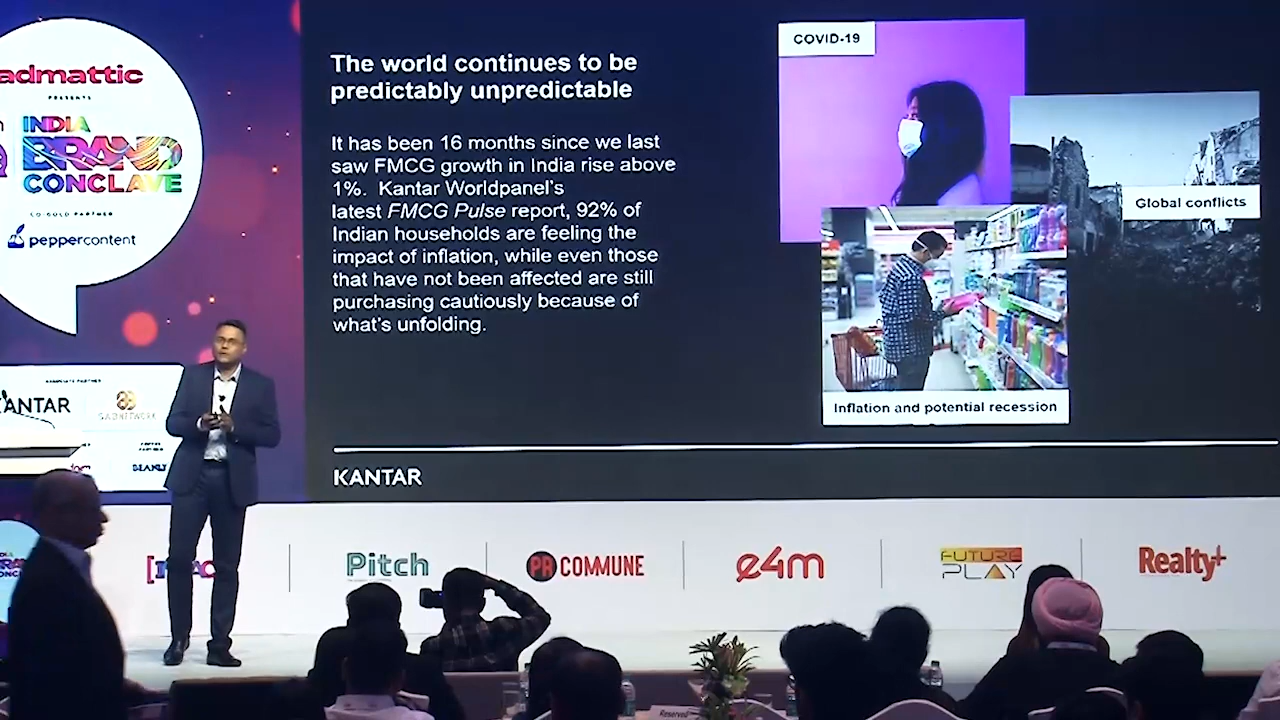 admattic
PRESENTS
INDIA
BRAND
CONCLAVE
CO-GOLD PARTNER
peppercontent
ASSOCIATE PARTNER
KANTAR
The world continues to be
predictably unpredictable
It has been 16 months since we last
saw FMCG growth in India rise above
1%. Kantar Worldpanel's
latest FMCG Pulse report, 92% of
Indian households are feeling the
impact of inflation, while even those
that have not been affected are still
purchasing cautiously because of
what's unfolding.
COVID-19
Global conflicts
Inflation and potential recession
KANTAR
Pitch
PR COMMUNE
e4m
FUTURE
PLAY
Realty+
Reserved